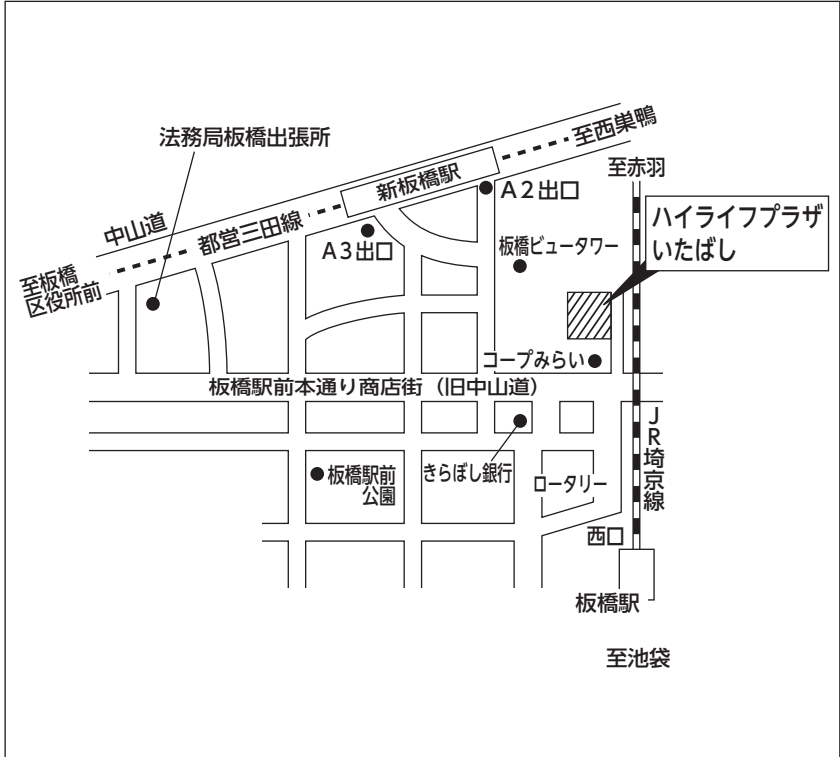 法務局板橋出張所
至西巣鴨
至赤羽
新板橋駅
A2出口
ハイライフプラザ
いたばし
中山道
都営三田線
A3出口
板橋ビュータワー
至板橋
区役所前
コープみらい
板橋駅前本通り商店街（旧中山道）
JR埼京線
板橋駅前
公園
きらぼし銀行
ロータリー
西口
板橋駅
至池袋